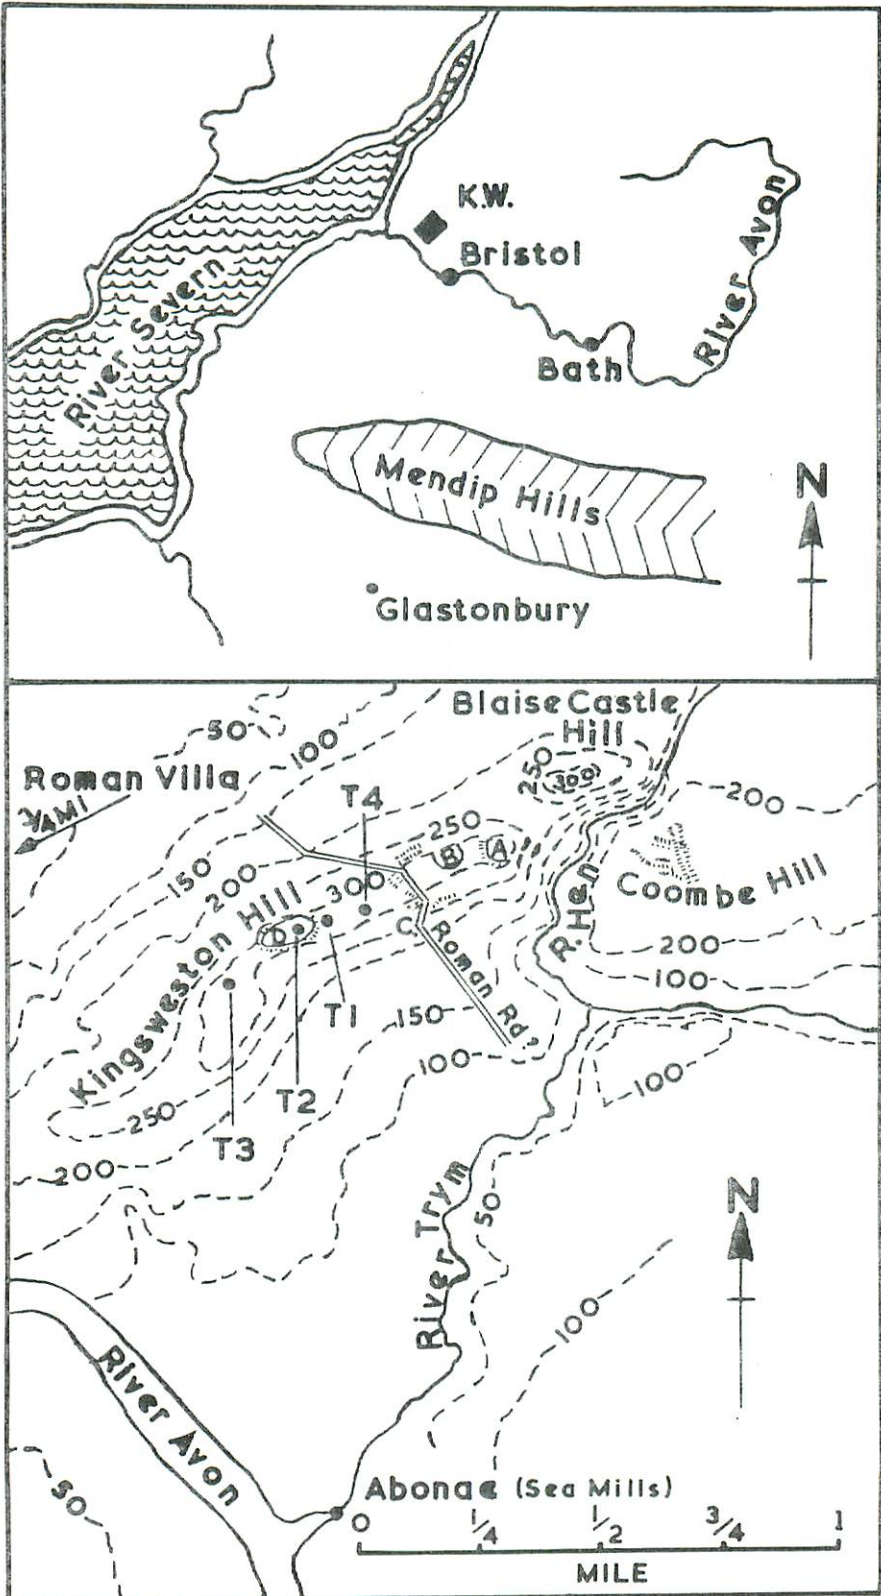 K.W.
Bristol
River Severn
River Avon
Bath
Mendip Hills
N
Glastonbury
Blaise Castle
Hill
50
100
Roman Villa
3/4 Mi
T4
250
300
200
250
B
A
150
200
300
Coombe Hill
R. Hen
Kingsweston Hill
D
C
Roman Rd?
200
100
T1
150
100
100
T2
250
T3
200
River Trym
50
N
100
River Avon
50
Abonae (Sea Mills)
0 1/4 1/2 3/4 1
MILE